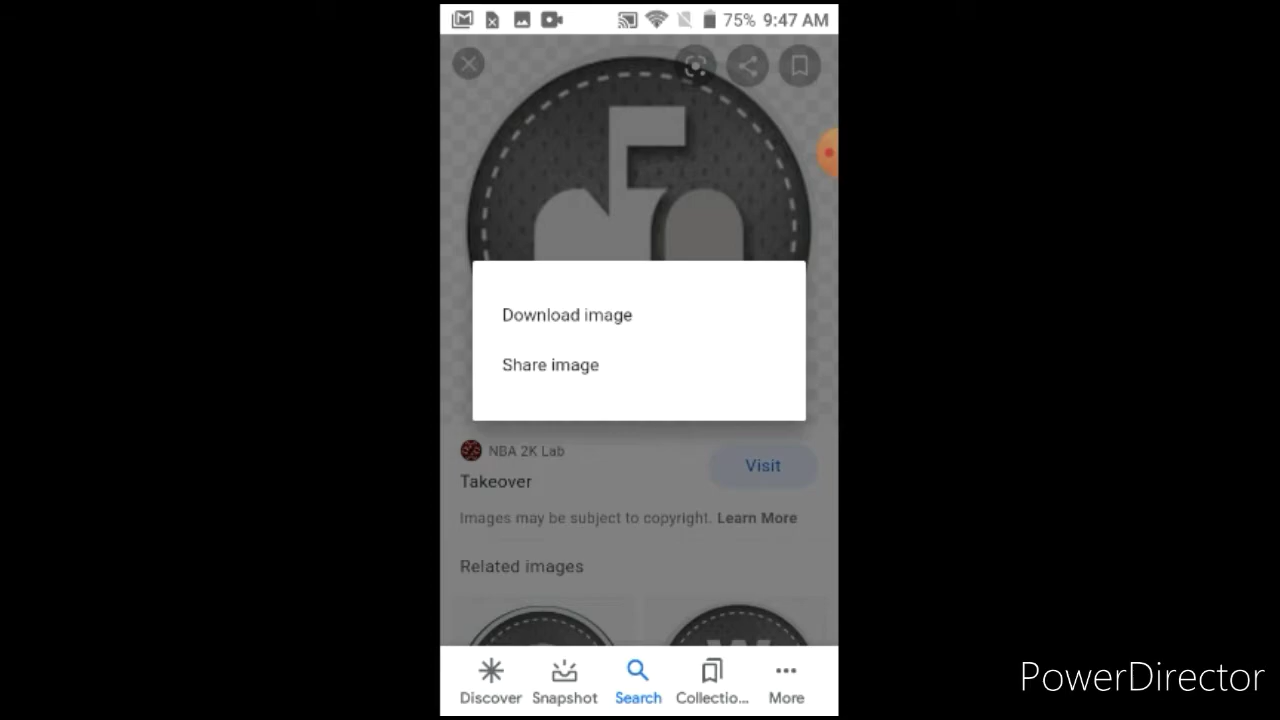 75% 9:47 AM
Download image
Share image
NBA 2K Lab
Visit
Takeover
Images may be subject to copyright. Learn More
Related images
Discover Snapshot Search Collectio... More
PowerDirector